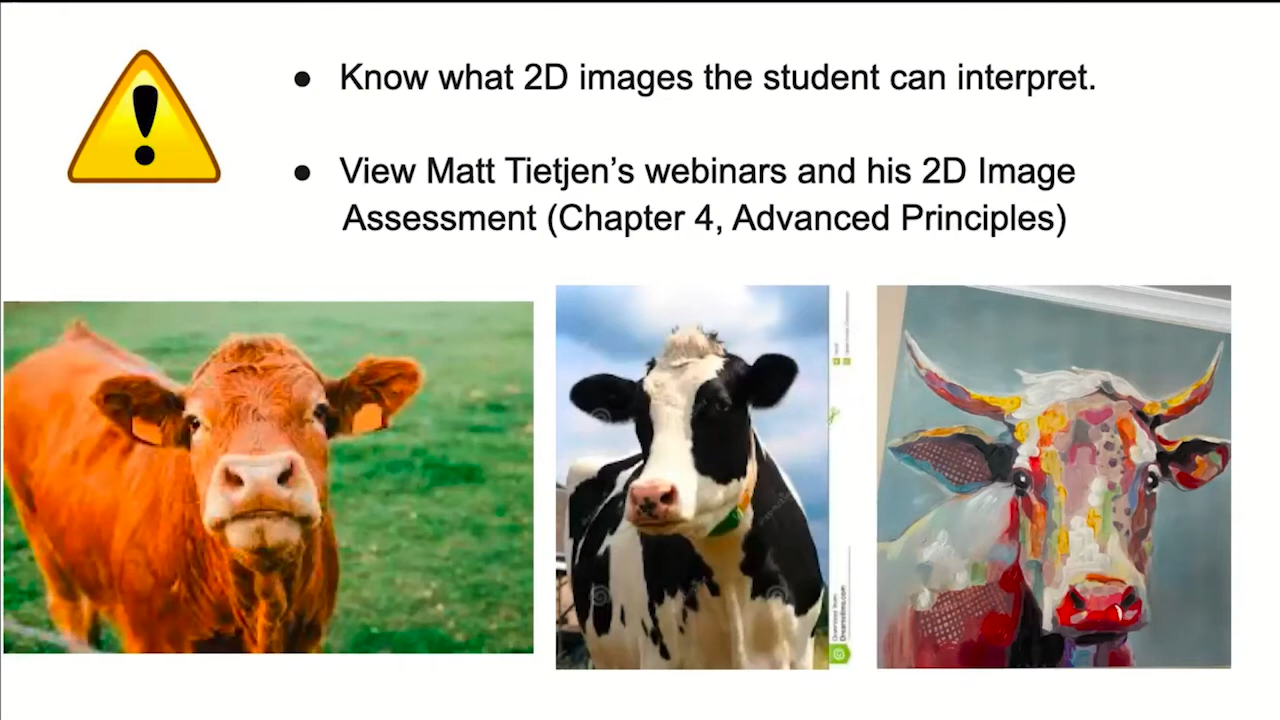 ● Know what 2D images the student can interpret.
● View Matt Tietjen’s webinars and his 2D Image
Assessment (Chapter 4, Advanced Principles)